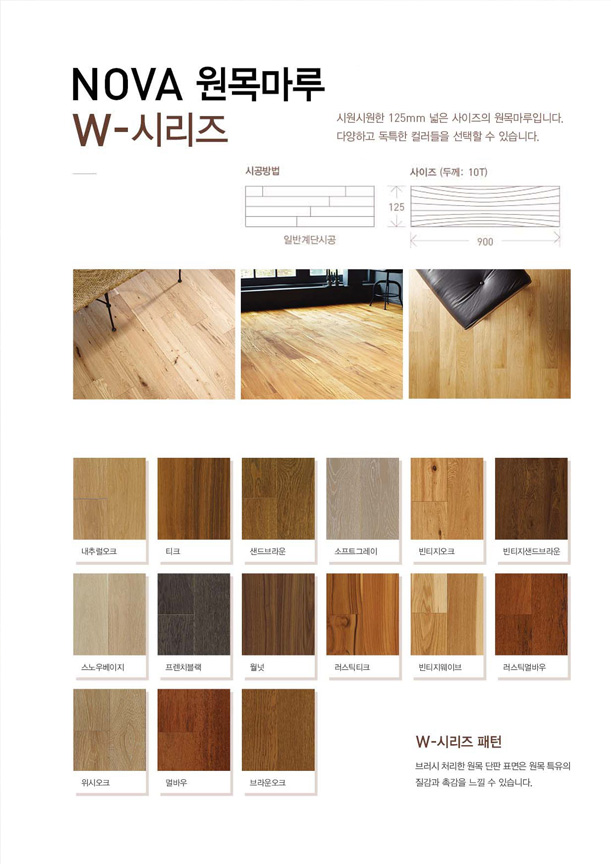 NOVA 원목마루
W-시리즈
시원시원한 125mm 넓은 사이즈의 원목마루입니다.
다양하고 독특한 컬러들을 선택할 수 있습니다.
시공방법
사이즈 (두께: 10T)
125
일반계단시공
900
내추럴오크
티크
샌드브라운
소프트그레이
빈티지오크
빈티지샌드브라운
스노우베이지
프렌치블랙
월넛
러스틱티크
빈티지웨이브
러스틱멀바우
위시오크
멀바우
브라운오크
W-시리즈 패턴
브러시 처리한 원목 단판 표면은 원목 특유의
질감과 촉감을 느낄 수 있습니다.